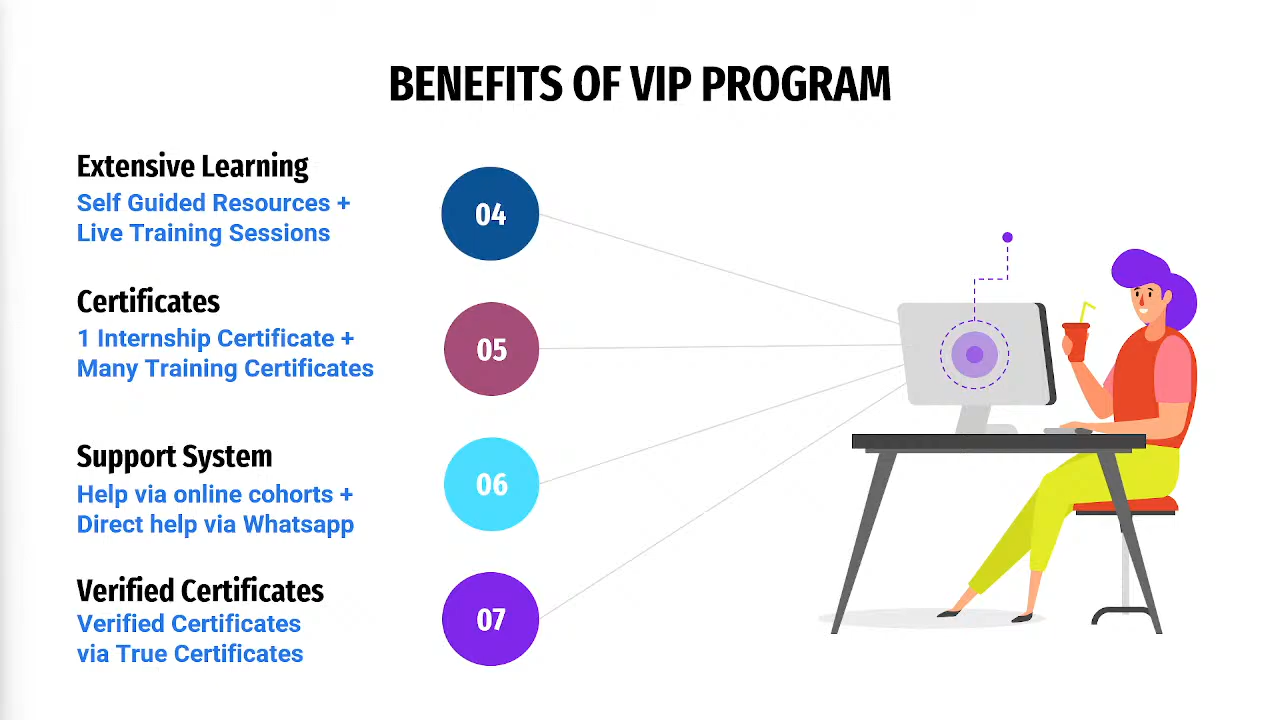 BENEFITS OF VIP PROGRAM
Extensive Learning
Self Guided Resources +
Live Training Sessions
04
Certificates
1 Internship Certificate +
Many Training Certificates
05
Support System
Help via online cohorts +
Direct help via Whatsapp
06
Verified Certificates
Verified Certificates
via True Certificates
07